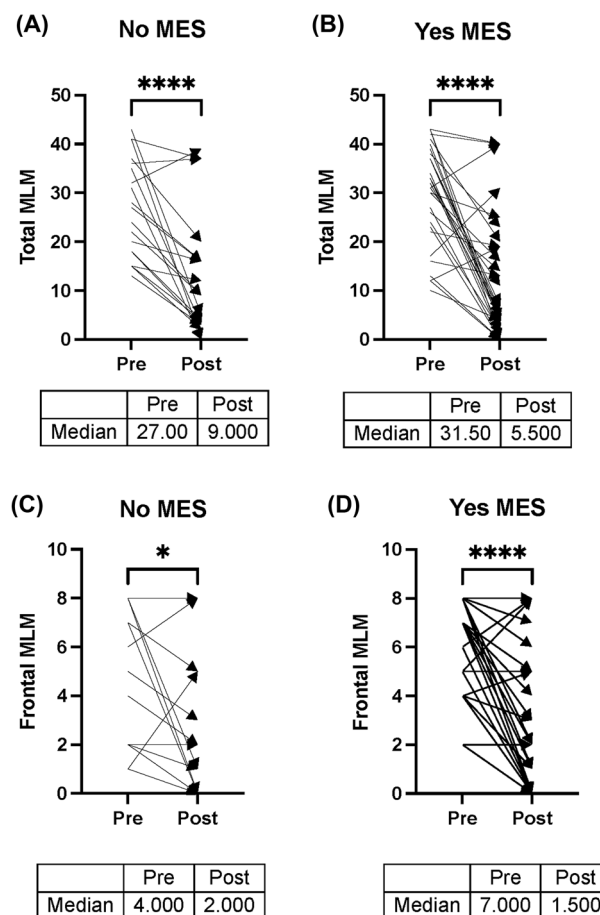 (A) No MES
****
Total MLM
50
40
30
20
10
0
Pre Post
Pre Post
Median 27.00 9.000
(B) Yes MES
****
Total MLM
50
40
30
20
10
0
Pre Post
Pre Post
Median 31.50 5.500
(C) No MES
*
Frontal MLM
10
8
6
4
2
0
Pre Post
Pre Post
Median 4.000 2.000
(D) Yes MES
****
Frontal MLM
10
8
6
4
2
0
Pre Post
Pre Post
Median 7.000 1.500